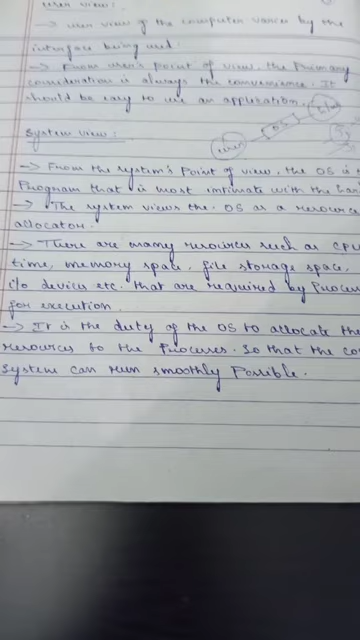 user view:
→ user view of the computer varies by the
interface being used.
→ From user's point of view, the primary
consideration is always the convenience. It
should be easy to use an application.
user OS
System view:
→ From the system's point of view, the OS is
Program that is most intimate with the
→ The system views the OS as a resource
allocator.
→ There are many resources such as CPU
time, memory space, file storage space,
i/o devices etc. that are required by
for execution.
→ It is the duty of the OS to allocate the
resources to the Process. So that the
system can run smoothly Possible.